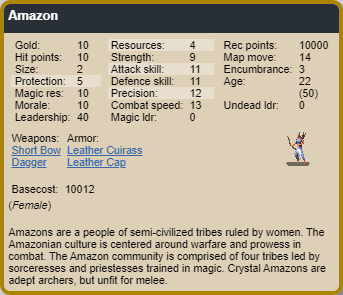 Amazon
Gold: 10 Resources: 4 Rec points: 10000
Hit points: 10 Strength: 9 Map move: 14
Size: 2 Attack skill: 11 Encumbrance: 3
Protection: 5 Defence skill: 11 Age: 22
Magic res: 10 Precision: 12 (50)
Morale: 10 Combat speed: 13 Undead ldr: 0
Leadership: 40 Magic ldr: 0
Weapons: Armor:
Short Bow Leather Cuirass
Dagger Leather Cap
Basecost: 10012
(Female)
Amazons are a people of semi-civilized tribes ruled by women. The
Amazonian culture is centered around warfare and prowess in
combat. The Amazon community is comprised of four tribes led by
sorceresses and priestesses trained in magic. Crystal Amazons are
adept archers, but unfit for melee.